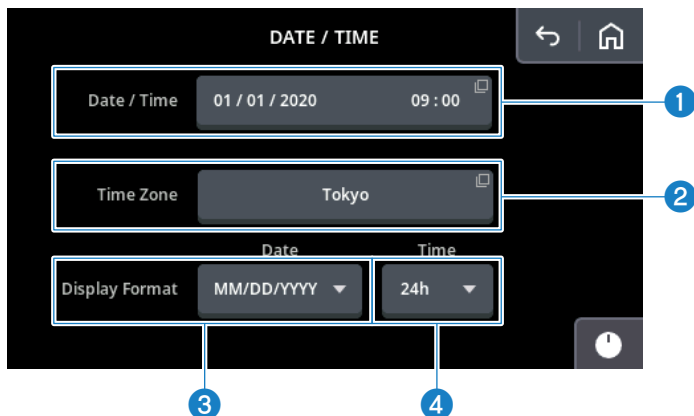 DATE / TIME
Date / Time 01 / 01 / 2020 09 : 00
1
Time Zone Tokyo
2
Date Time
Display Format MM/DD/YYYY 24h
3 4